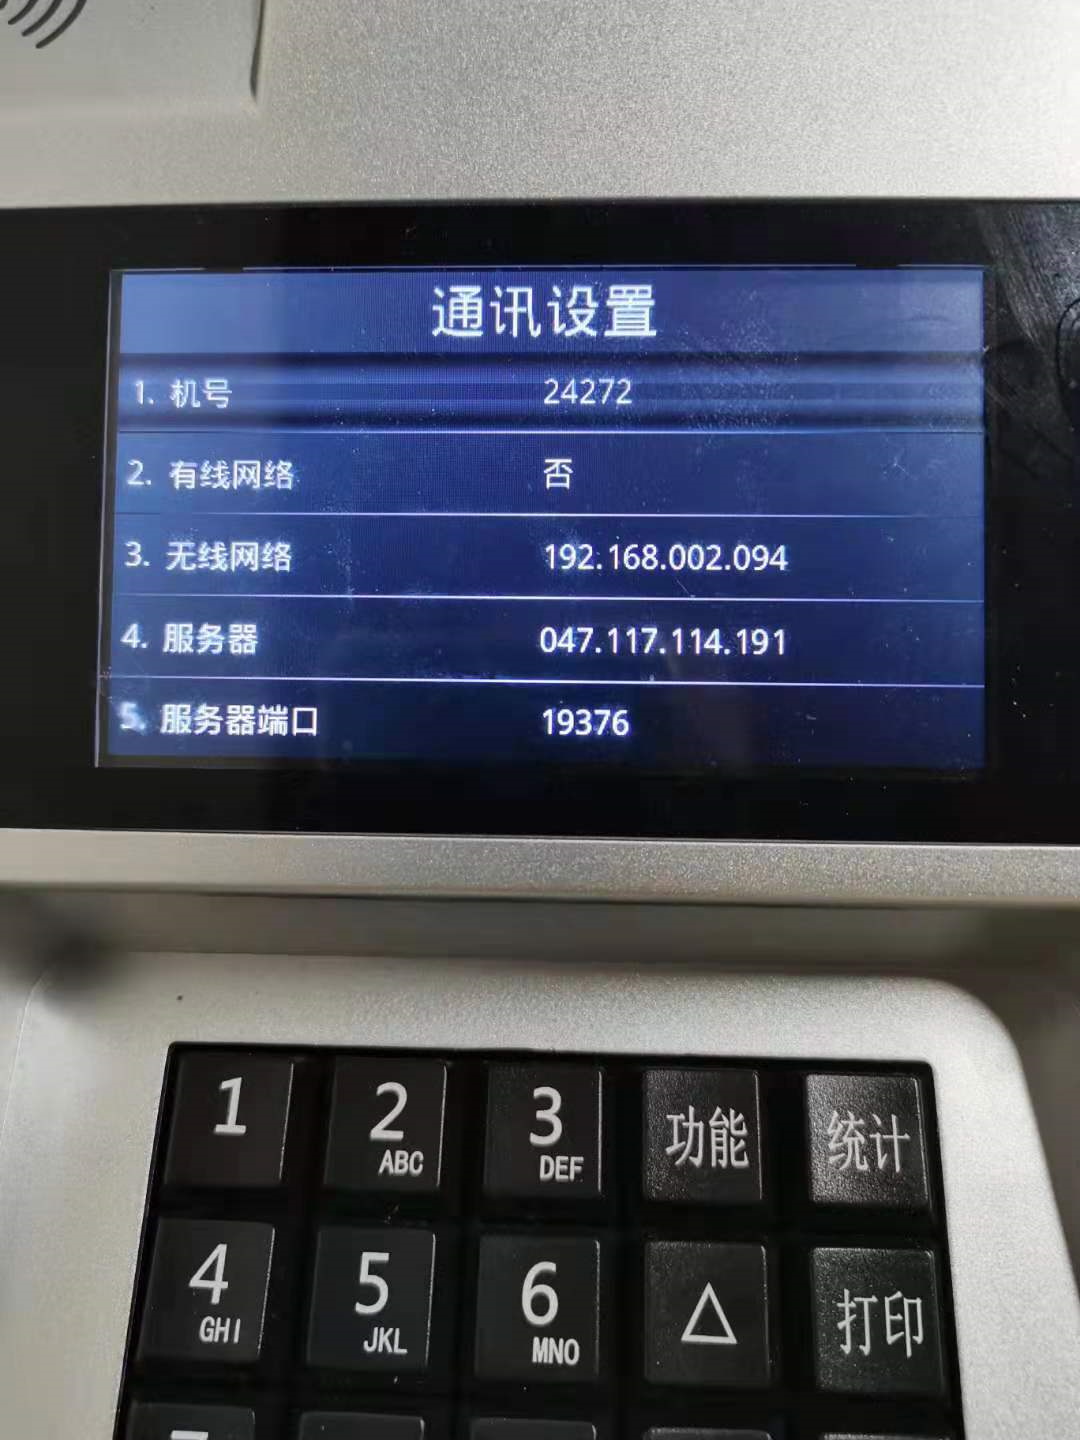 通讯设置
1. 机号 24272
2. 有线网络 否
3. 无线网络 192.168.002.094
4. 服务器 047.117.114.191
5. 服务器端口 19376
1 2 3 功能 统计
ABC DEF
4 5 6 △ 打印
GHI JKL MNO